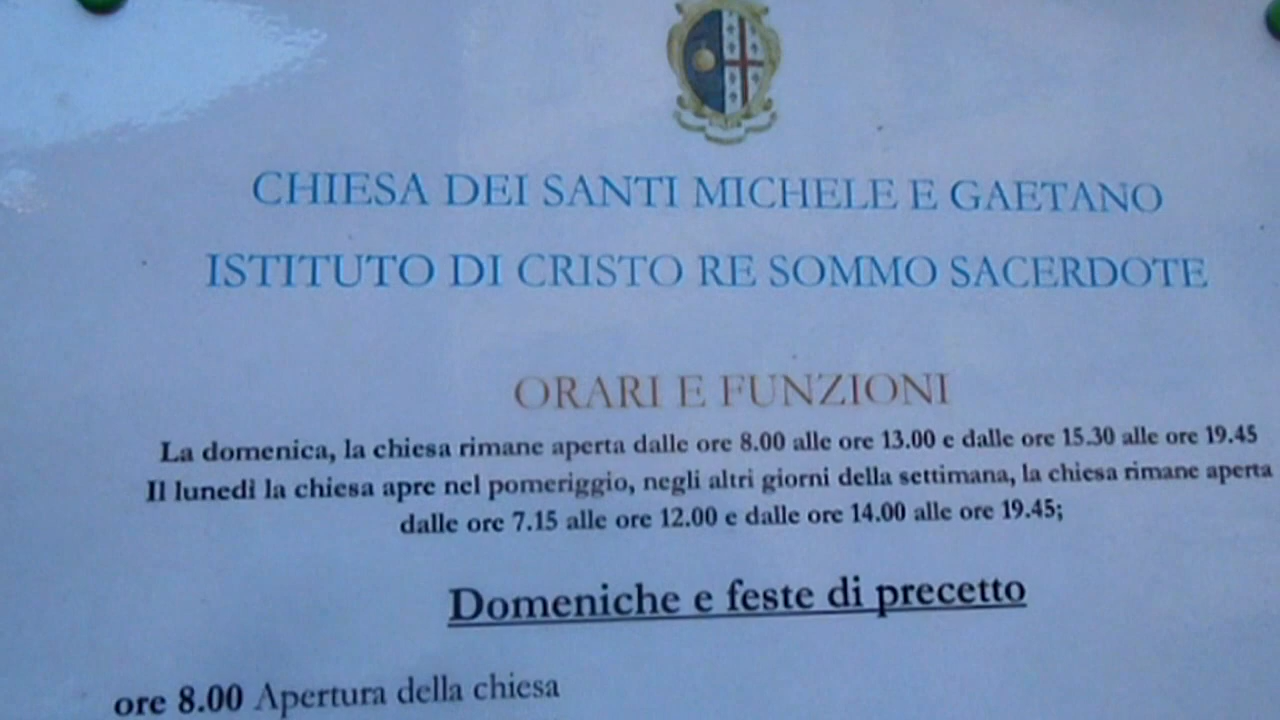 CHIESA DEI SANTI MICHELE E GAETANO
ISTITUTO DI CRISTO RE SOMMO SACERDOTE
ORARI E FUNZIONI
La domenica, la chiesa rimane aperta dalle ore 8.00 alle ore 13.00 e dalle ore 15.30 alle ore 19.45
Il lunedì la chiesa apre nel pomeriggio, negli altri giorni della settimana, la chiesa rimane aperta
dalle ore 7.15 alle ore 12.00 e dalle ore 14.00 alle ore 19.45;
Domeniche e feste di precetto
ore 8.00 Apertura della chiesa